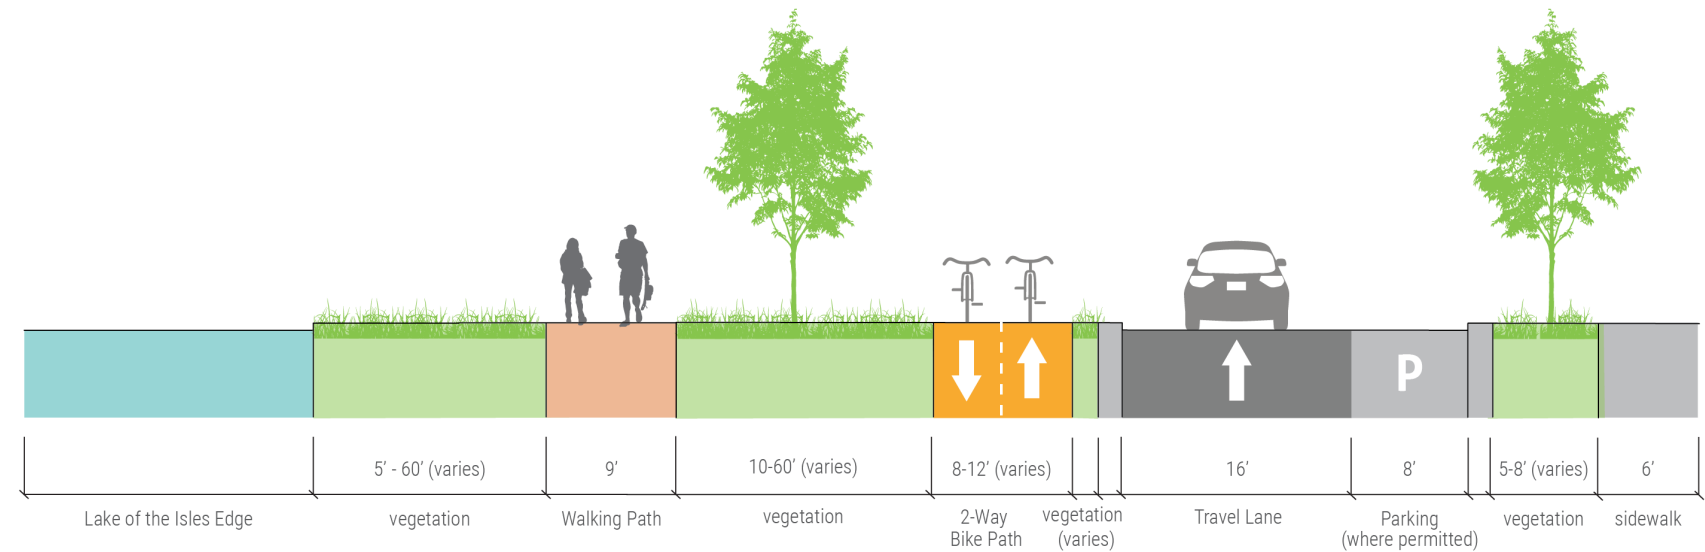 P
5’ - 60’ (varies)
9’
10-60’ (varies)
8-12’ (varies)
16’
8’
5-8’ (varies)
6’
Lake of the Isles Edge
vegetation
Walking Path
vegetation
2-Way
Bike Path
vegetation
(varies)
Travel Lane
Parking
(where permitted)
vegetation
sidewalk